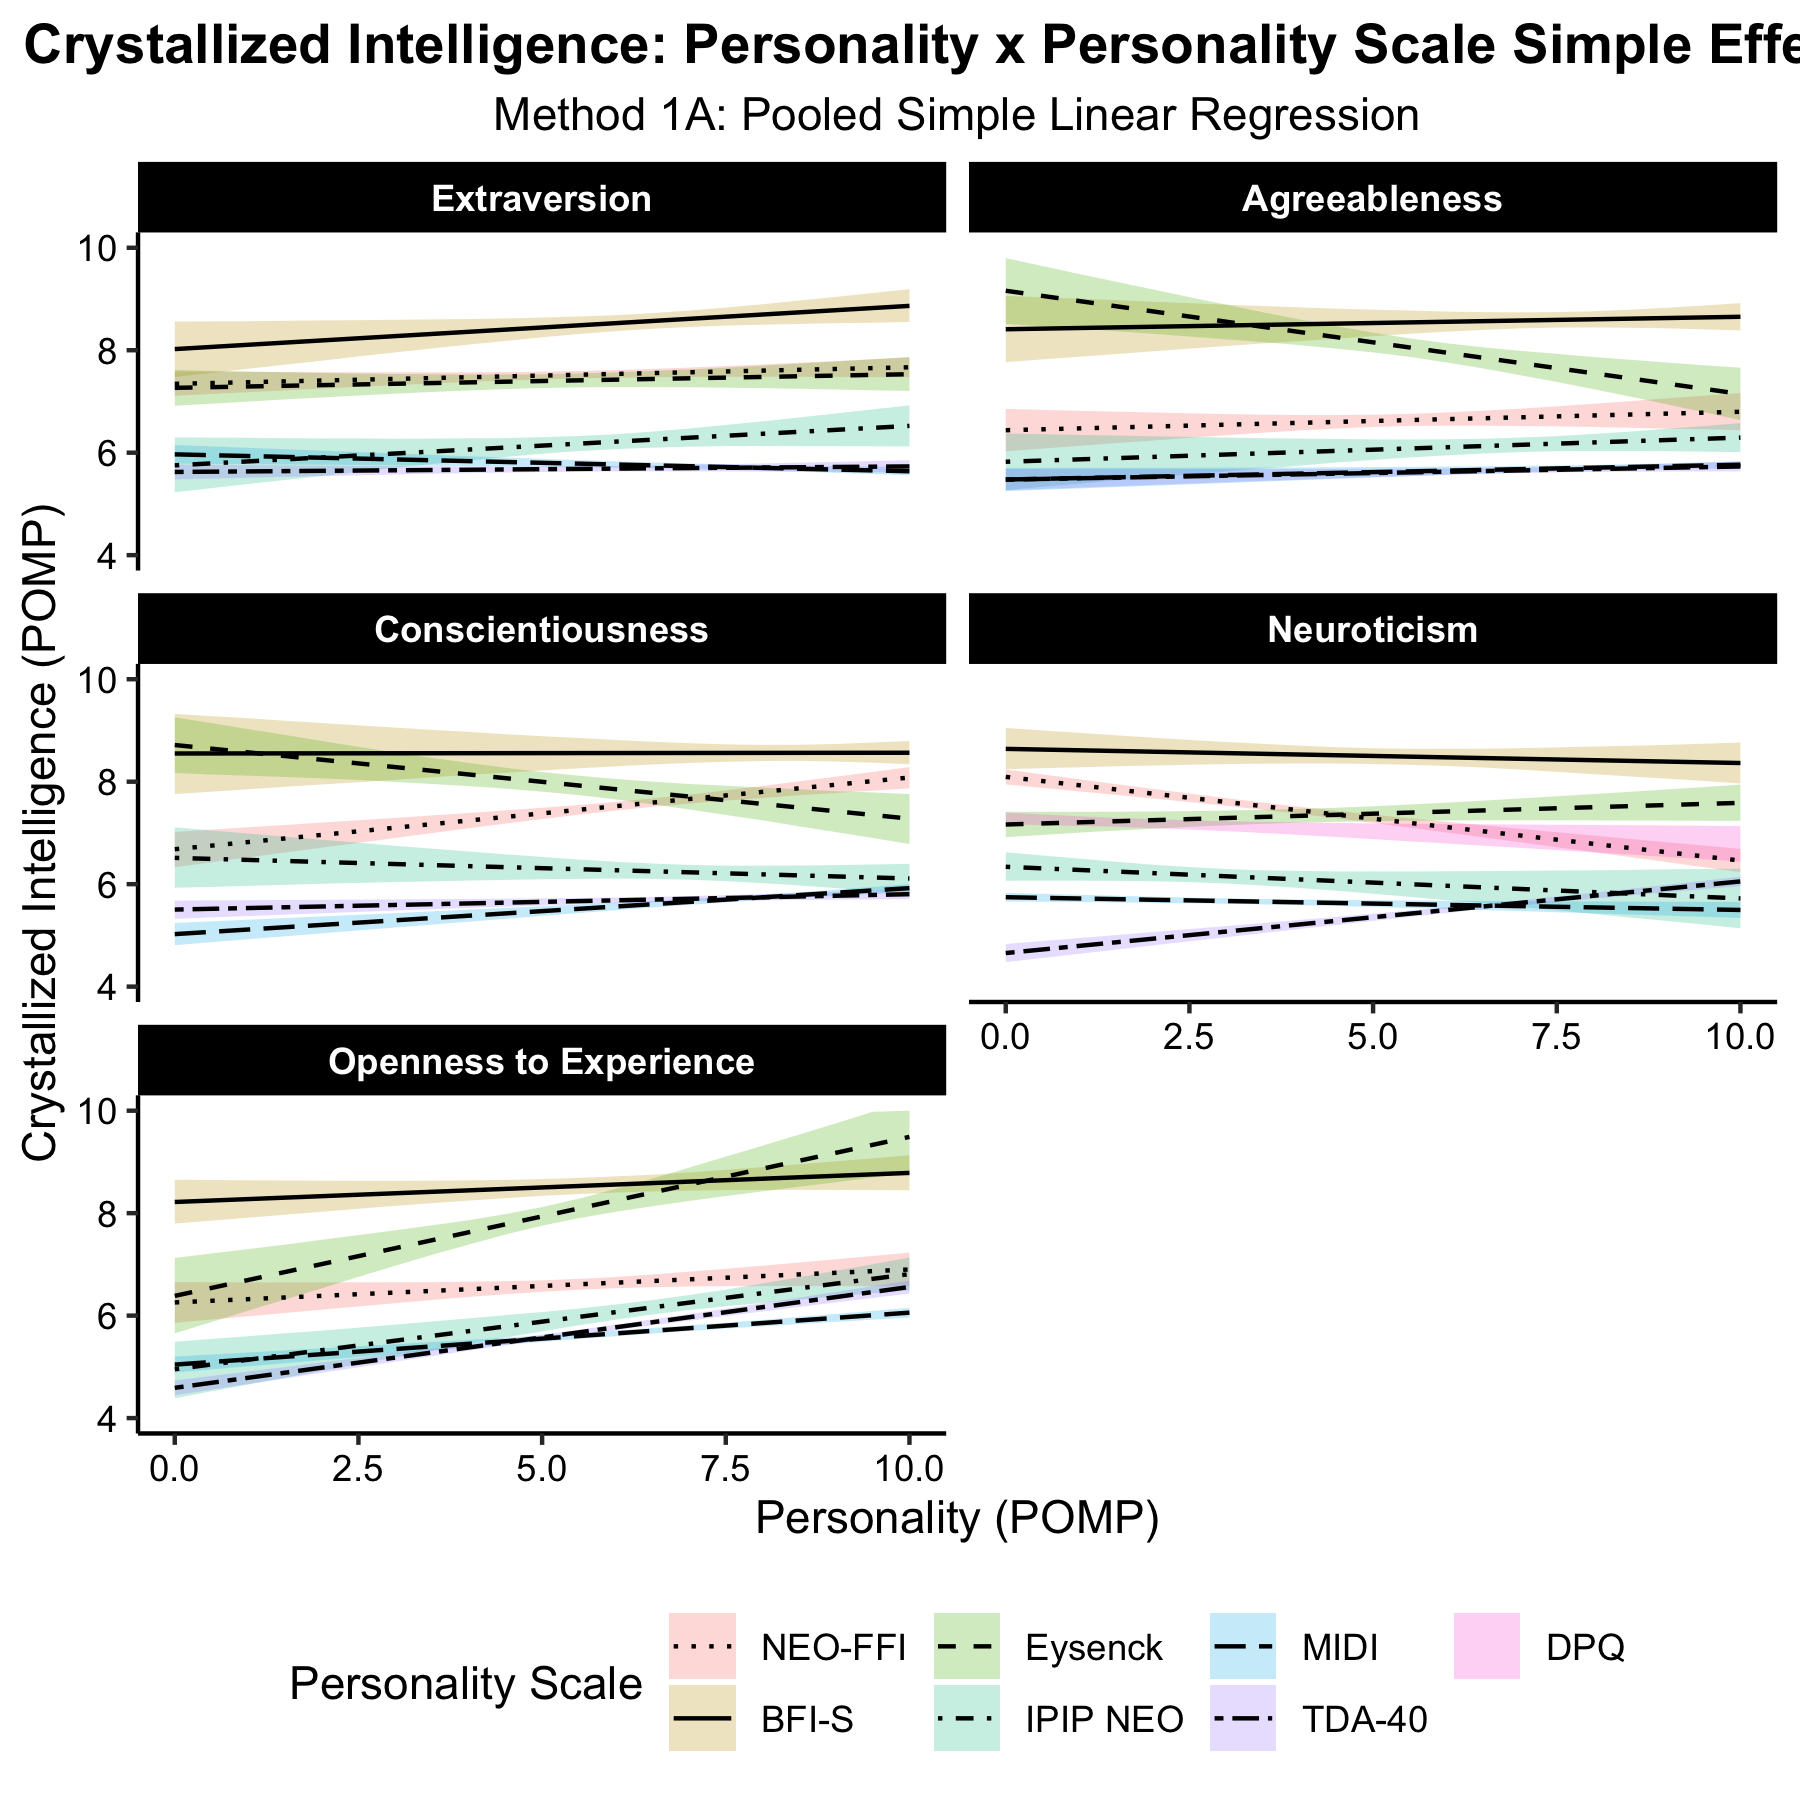 Crystallized Intelligence: Personality x Personality Scale Simple Effe
Method 1A: Pooled Simple Linear Regression
Extraversion
Agreeableness
10
8
6
4
Conscientiousness
Neuroticism
10
8
6
4
0.0 2.5 5.0 7.5 10.0
Openness to Experience
10
8
6
4
0.0 2.5 5.0 7.5 10.0
Crystallized Intelligence (POMP)
Personality (POMP)
Personality Scale
NEO-FFI Eysenck MIDI DPQ
BFI-S IPIP NEO TDA-40